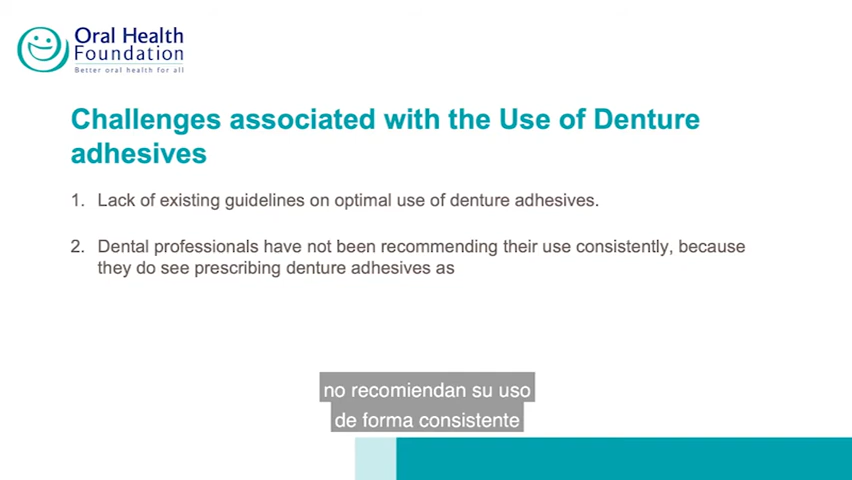 Oral Health
Foundation
Better oral health for all
Challenges associated with the Use of Denture
adhesives
1. Lack of existing guidelines on optimal use of denture adhesives.
2. Dental professionals have not been recommending their use consistently, because
they do see prescribing denture adhesives as
no recomiendan su uso
de forma consistente